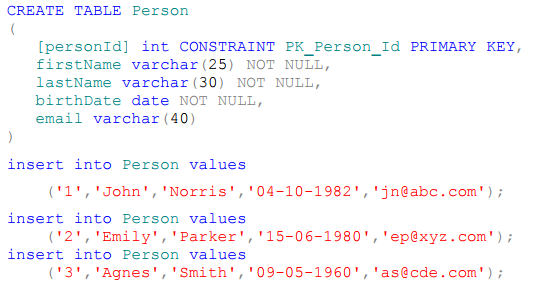 CREATE TABLE Person
(
[personId] int CONSTRAINT PK_Person_Id PRIMARY KEY,
firstName varchar(25) NOT NULL,
lastName varchar(30) NOT NULL,
birthDate date NOT NULL,
email varchar(40)
)
insert into Person values
('1','John','Norris','04-10-1982','jn@abc.com');
insert into Person values
('2','Emily','Parker','15-06-1980','ep@xyz.com');
insert into Person values
('3','Agnes','Smith','09-05-1960','as@cde.com');